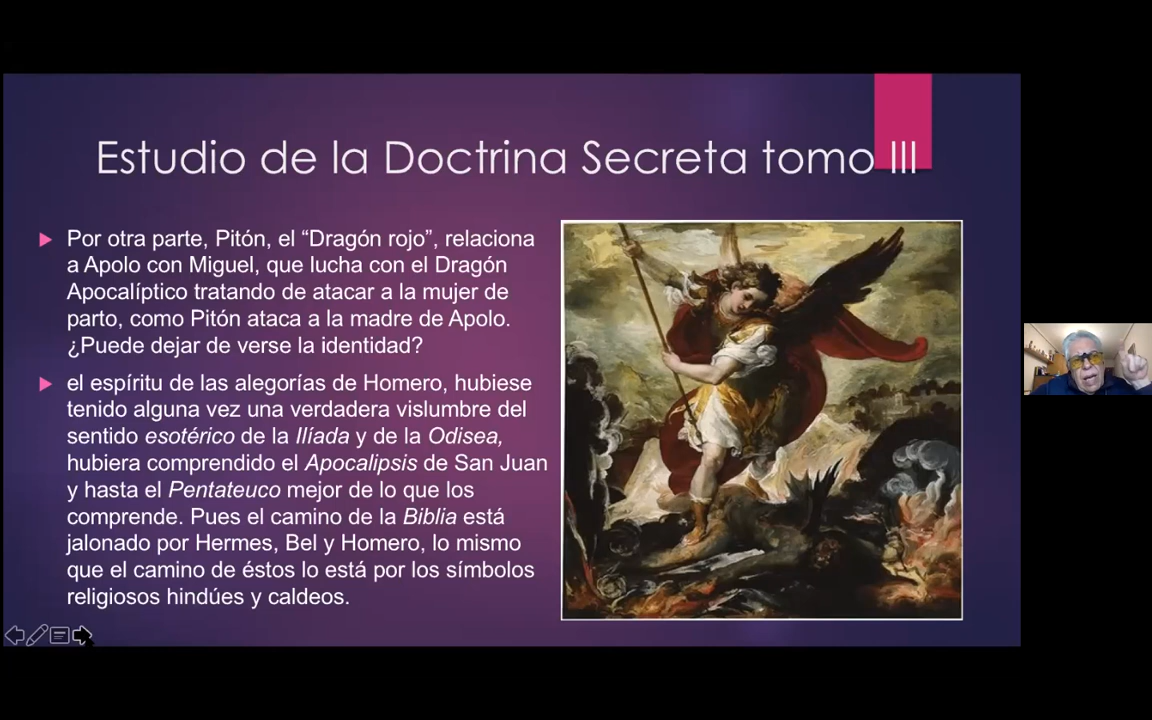 Estudio de la Doctrina Secreta tomo III
Por otra parte, Pitón, el “Dragón rojo”, relaciona
a Apolo con Miguel, que lucha con el Dragón
Apocalíptico tratando de atacar a la mujer de
parto, como Pitón ataca a la madre de Apolo.
¿Puede dejar de verse la identidad?
el espíritu de las alegorías de Homero, hubiese
tenido alguna vez una verdadera vislumbre del
sentido esotérico de la Ilíada y de la Odisea,
hubiera comprendido el Apocalipsis de San Juan
y hasta el Pentateuco mejor de lo que los
comprende. Pues el camino de la Biblia está
jalonado por Hermes, Bel y Homero, lo mismo
que el camino de éstos lo está por los símbolos
religiosos hindúes y caldeos.